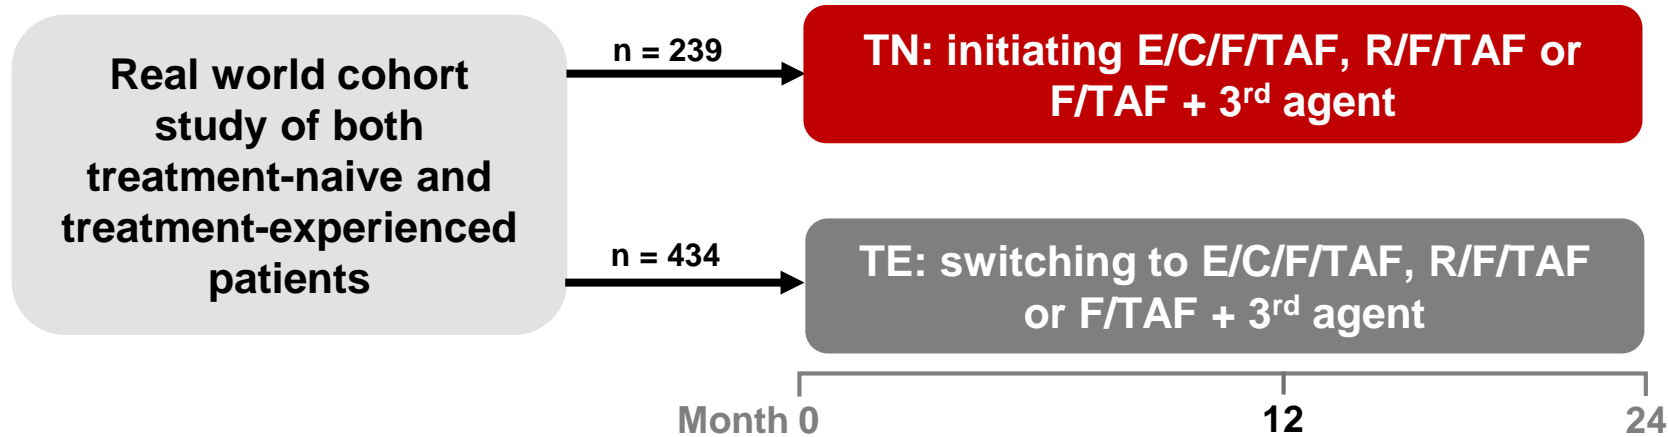 Real world cohort
study of both
treatment-naive and
treatment-experienced
patients
n = 239
TN: initiating E/C/F/TAF, R/F/TAF or
F/TAF + 3rd agent
n = 434
TE: switching to E/C/F/TAF, R/F/TAF
or F/TAF + 3rd agent
Month 0 12 24